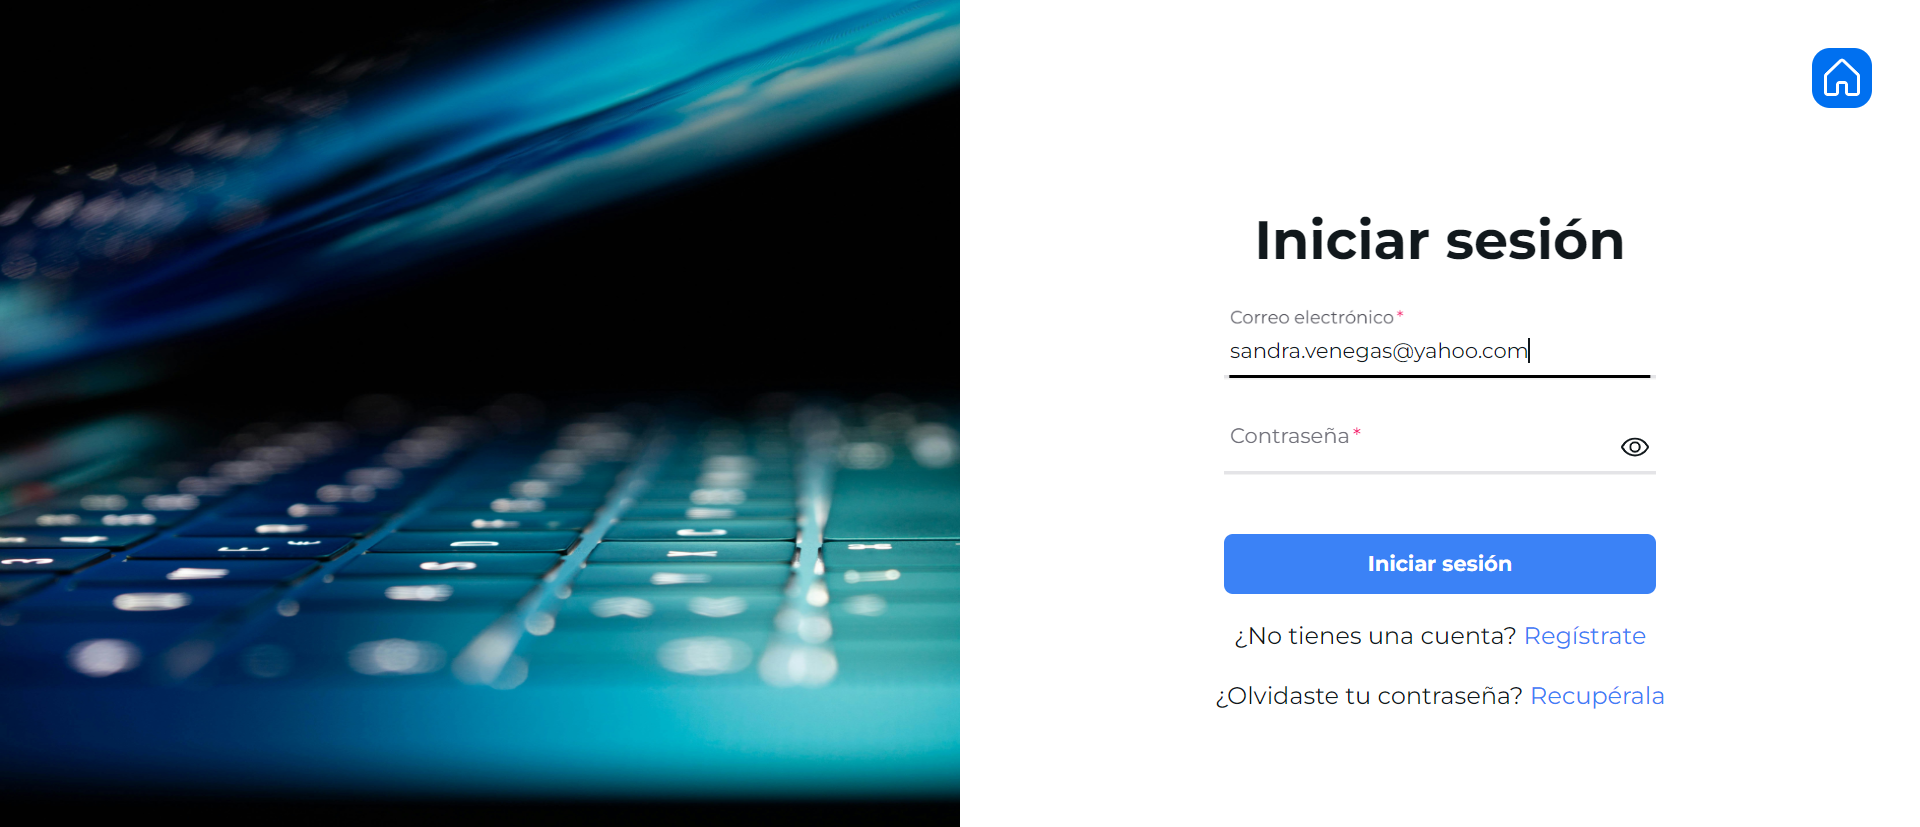 Iniciar sesión
Correo electrónico *
sandra.venegas@yahoo.com
Contraseña *
Iniciar sesión
¿No tienes una cuenta? Regístrate
¿Olvidaste tu contraseña? Recupérala